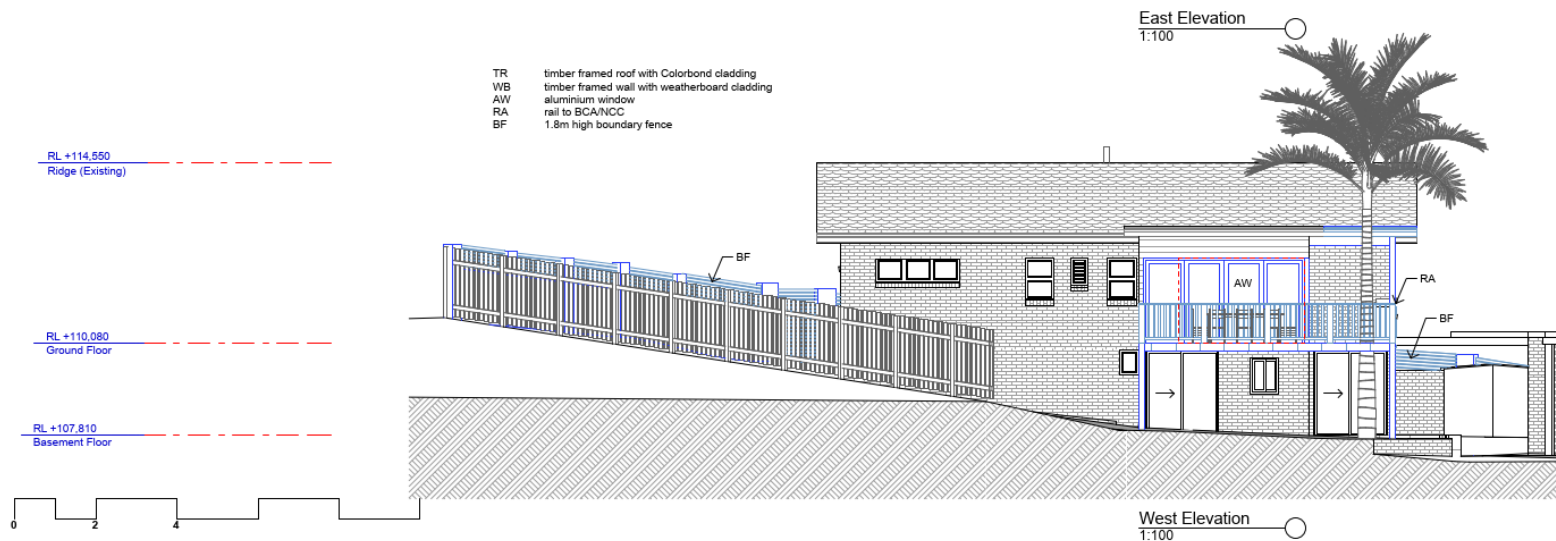 East Elevation
1:100
TR timber framed roof with Colorbond cladding
WB timber framed wall with weatherboard cladding
AW aluminium window
RA rail to BCA/NCC
BF 1.8m high boundary fence
RL +114,550
Ridge (Existing)
BF
AW
RA
BF
RL +110,080
Ground Floor
RL +107,810
Basement Floor
0 2 4
West Elevation
1:100